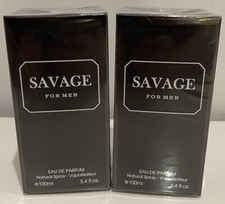 SAVAGE
FOR MEN
EAU DE PARFUM
Natural Spray - Vaporisateur
℮100ml 3.4 fl.oz.
SAVAGE
FOR MEN
EAU DE PARFUM
Natural Spray - Vaporisateur
℮100ml 3.4 fl.oz.